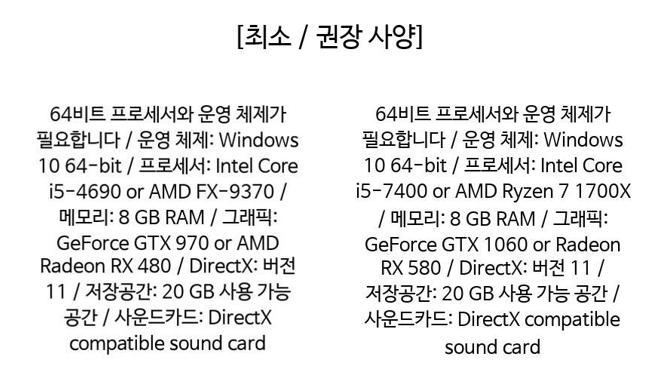 [최소 / 권장 사양]
64비트 프로세서와 운영 체제가
필요합니다 / 운영 체제: Windows
10 64-bit / 프로세서: Intel Core
i5-4690 or AMD FX-9370 /
메모리: 8 GB RAM / 그래픽:
GeForce GTX 970 or AMD
Radeon RX 480 / DirectX: 버전
11 / 저장공간: 20 GB 사용 가능
공간 / 사운드카드: DirectX
compatible sound card
64비트 프로세서와 운영 체제가
필요합니다 / 운영 체제: Windows
10 64-bit / 프로세서: Intel Core
i5-7400 or AMD Ryzen 7 1700X
/ 메모리: 8 GB RAM / 그래픽:
GeForce GTX 1060 or Radeon
RX 580 / DirectX: 버전 11 /
저장공간: 20 GB 사용 가능 공간 /
사운드카드: DirectX compatible
sound card